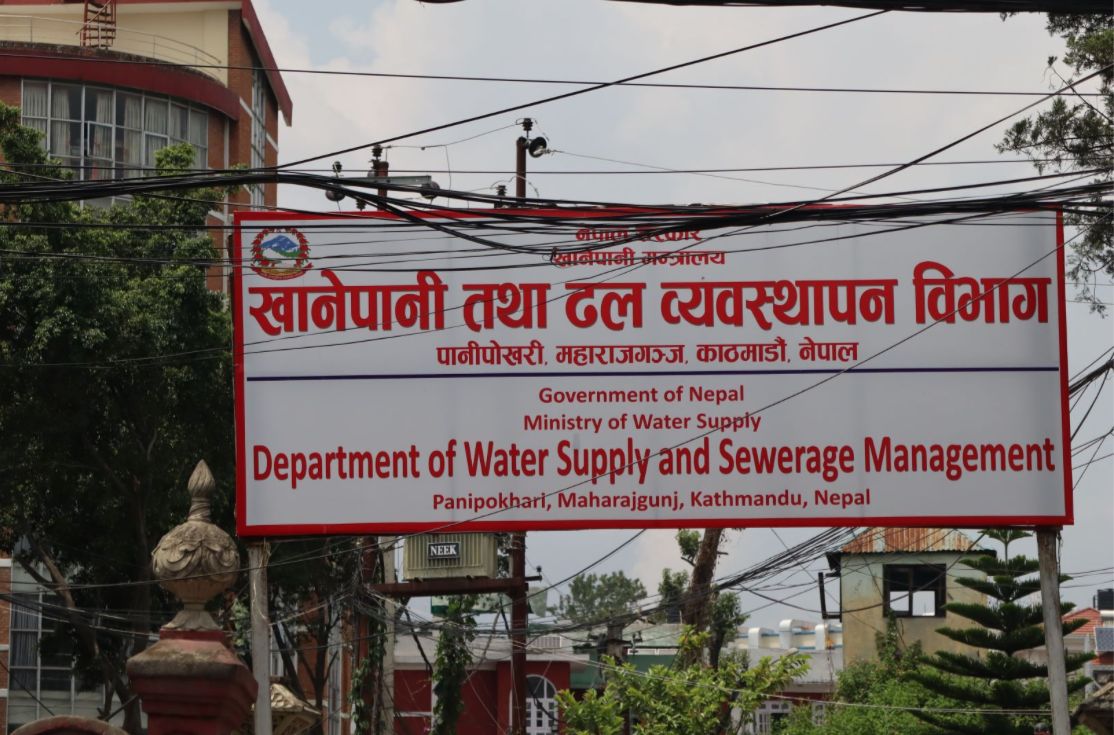 नेपाल सरकार
खानेपानी मन्त्रालय
खानेपानी तथा ढल व्यवस्थापन विभाग
पानीपोखरी, महाराजगञ्ज, काठमाडौं, नेपाल
Government of Nepal
Ministry of Water Supply
Department of Water Supply and Sewerage Management
Panipokhari, Maharajgunj, Kathmandu, Nepal
NEEK